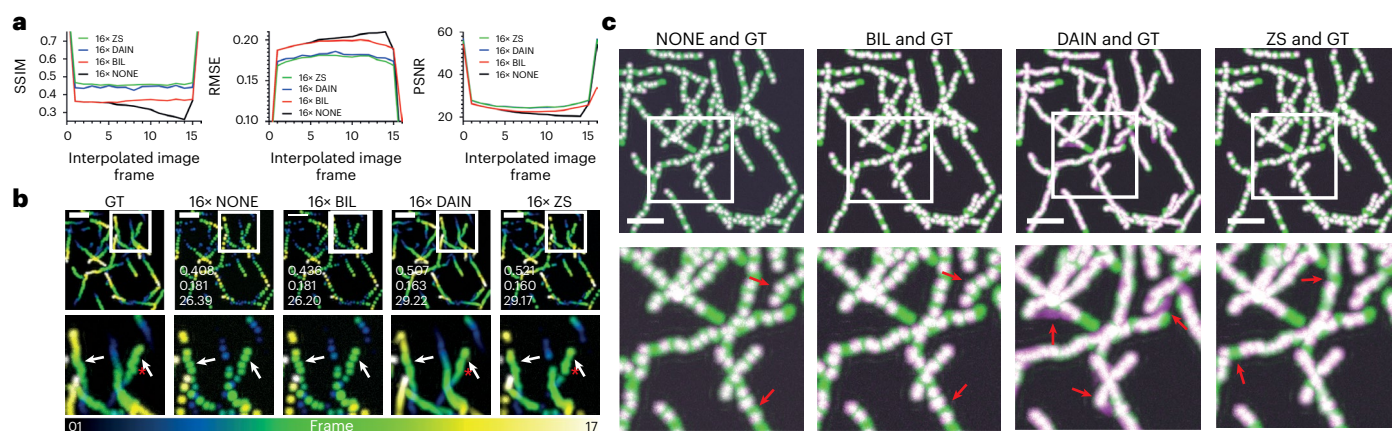 a
SSIM
0.7
0.6
0.5
0.4
0.3
16× ZS
16× DAIN
16× BIL
16× NONE
0 5 10 15
Interpolated image
frame
RMSE
0.20
0.15
0.10
16× ZS
16× DAIN
16× BIL
16× NONE
0 5 10 15
Interpolated image
frame
PSNR
60
40
20
16× ZS
16× DAIN
16× BIL
16× NONE
0 5 10 15
Interpolated image
frame
b
GT 16× NONE 16× BIL 16× DAIN 16× ZS
0.408 0.436 0.507 0.521
0.181 0.181 0.163 0.160
26.39 26.20 29.22 29.17
* *
01 Frame 17
c
NONE and GT BIL and GT DAIN and GT ZS and GT